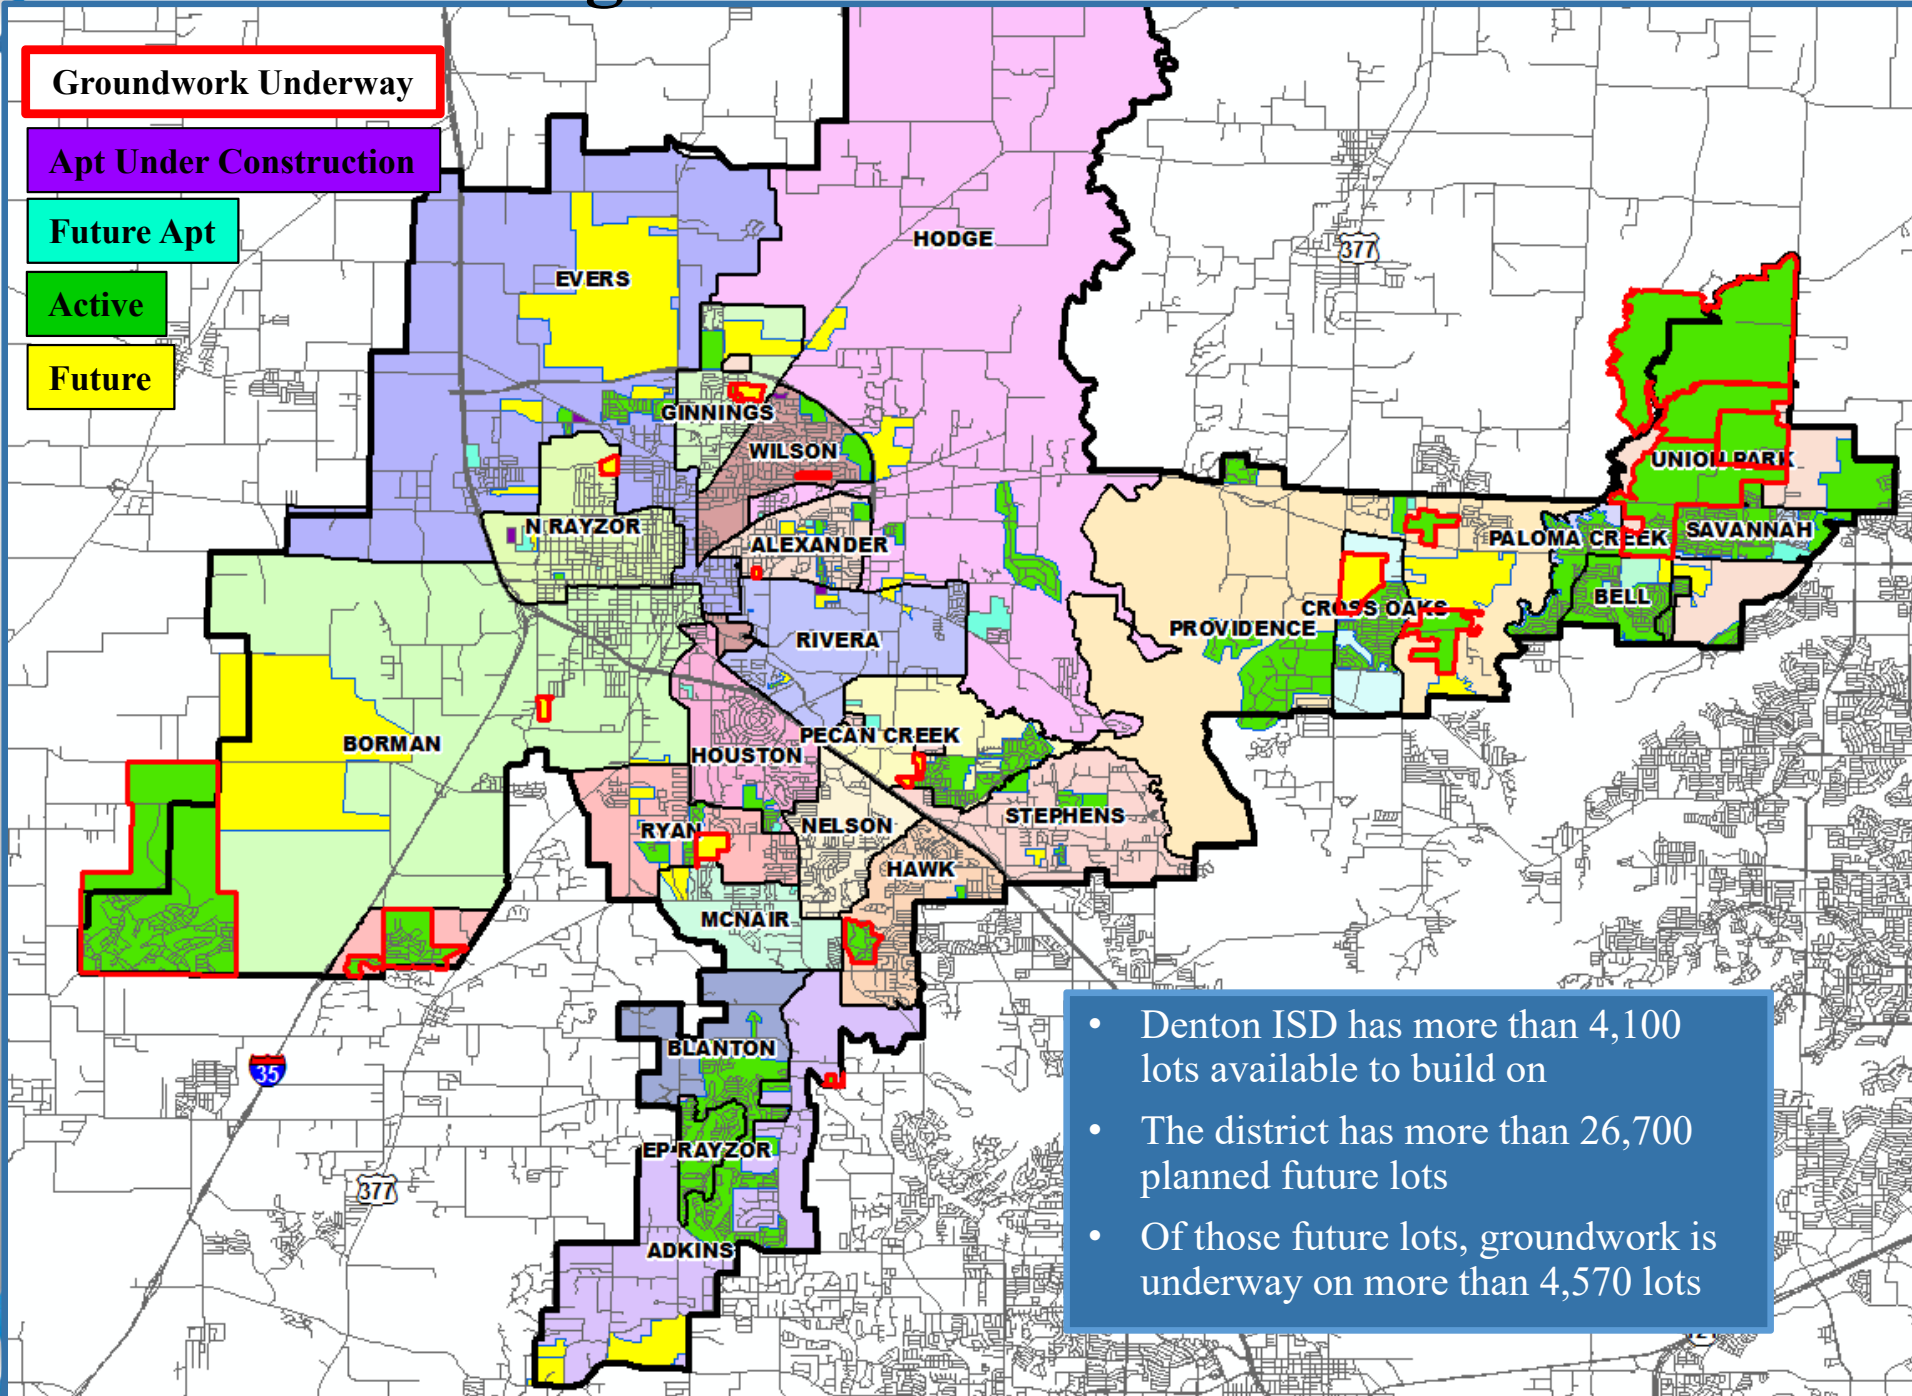 Groundwork Underway
Apt Under Construction
Future Apt
Active
Future
HODGE
377
EVERS
GINNINGS
WILSON
UNION PARK
N RAYZOR
ALEXANDER
PALOMA CREEK
SAVANNAH
BELL
CROSS OAKS
PROVIDENCE
RIVERA
BORMAN
HOUSTON
PECAN CREEK
RYAN
NELSON
STEPHENS
HAWK
MCNAIR
BLANTON
35
EP RAYZOR
377
ADKINS
• Denton ISD has more than 4,100
lots available to build on
• The district has more than 26,700
planned future lots
• Of those future lots, groundwork is
underway on more than 4,570 lots